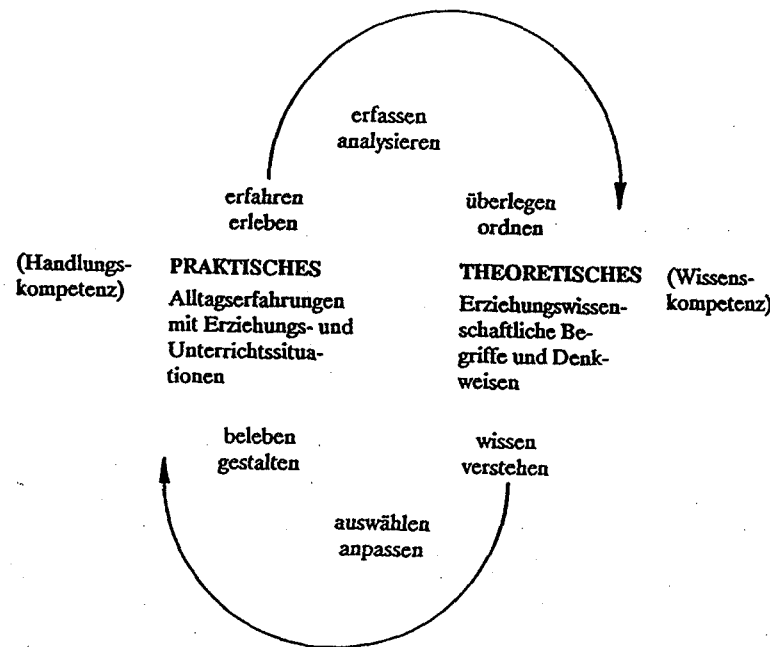 erfassen
analysieren
erfahren
erleben
überlegen
ordnen
(Handlungs-
kompetenz)
PRAKTISCHES
Alltagserfahrungen
mit Erziehungs- und
Unterrichtssitua-
tionen
THEORETISCHES
Erziehungswissen-
schaftliche Be-
griffe und Denk-
weisen
(Wissens-
kompetenz)
beleben
gestalten
wissen
verstehen
auswählen
anpassen